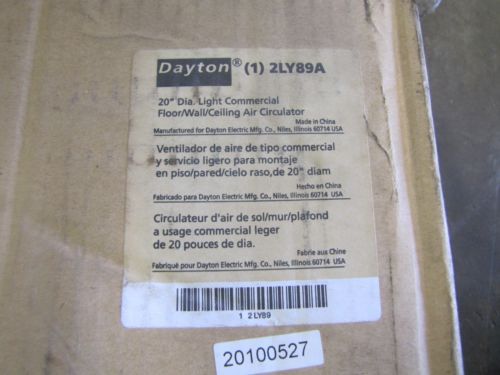 Dayton® (1) 2LY89A
20" Dia. Light Commercial
Floor/Wall/Ceiling Air Circulator
Made in China
Manufactured for Dayton Electric Mfg. Co., Niles, Illinois 60714 USA
Ventilador de aire de tipo commercial
y servicio ligero para montaje
en piso/pared/cielo raso, de 20" diam
Hecho en China
Fabricado para Dayton Electric Mfg. Co., Niles, Illinois 60714 USA
Circulateur d'air de sol/mur/plafond
a usage commercial leger
de 20 pouces de dia.
Fabrie aus Chine
Fabriqué pour Dayton Electric Mfg. Co., Niles, Illinois 60714 USA
1 2LY89
20100527